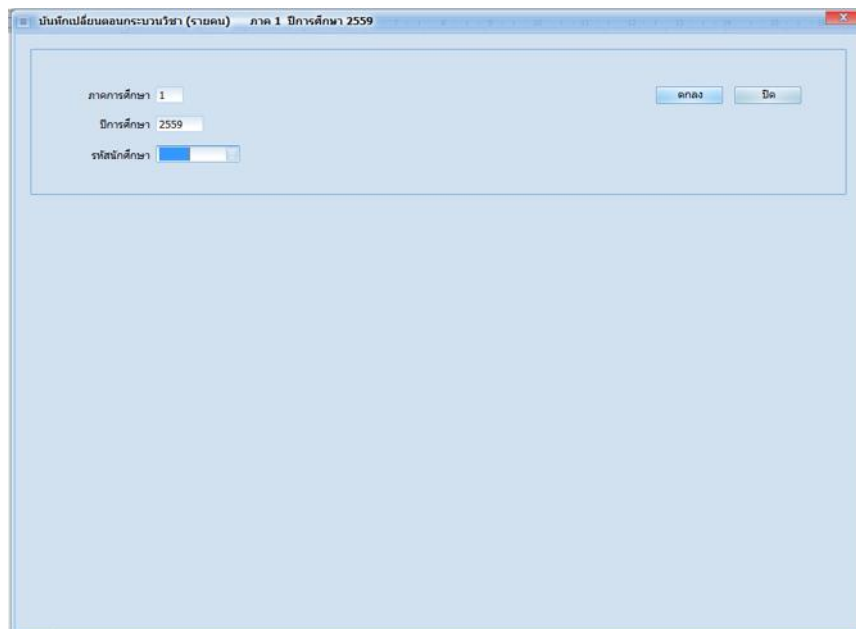 บันทึกเปลี่ยนตอนกระบวนวิชา (รายคน) ภาค 1 ปีการศึกษา 2559
ภาคการศึกษา 1
ตกลง ปิด
ปีการศึกษา 2559
รหัสนักศึกษา